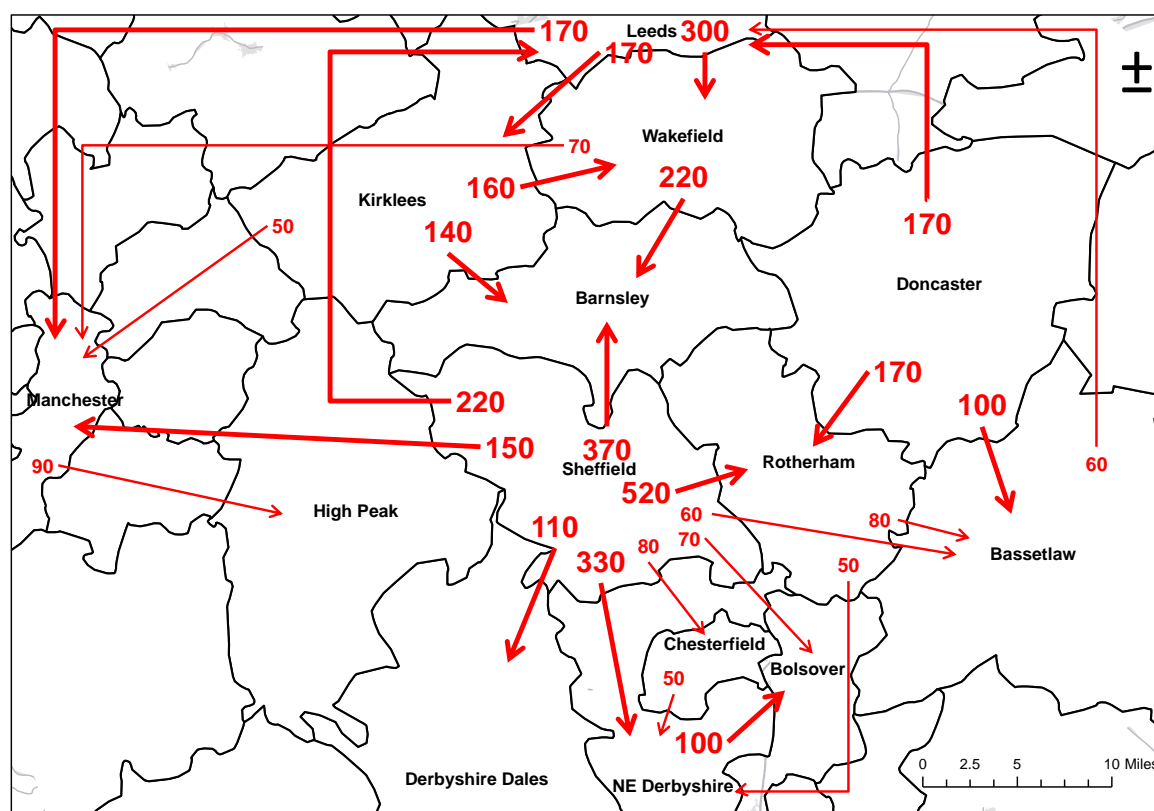 170
Leeds 300
170
±
Wakefield
70
160
220
Kirklees
170
50
140
Doncaster
Barnsley
170
Manchester
220
100
150
370
90
Sheffield
Rotherham
60
520
High Peak
60
80
110
70
80
Bassetlaw
330
50
Chesterfield
Bolsover
50
100
Derbyshire Dales
NE Derbyshire
0 2.5 5 10 Miles